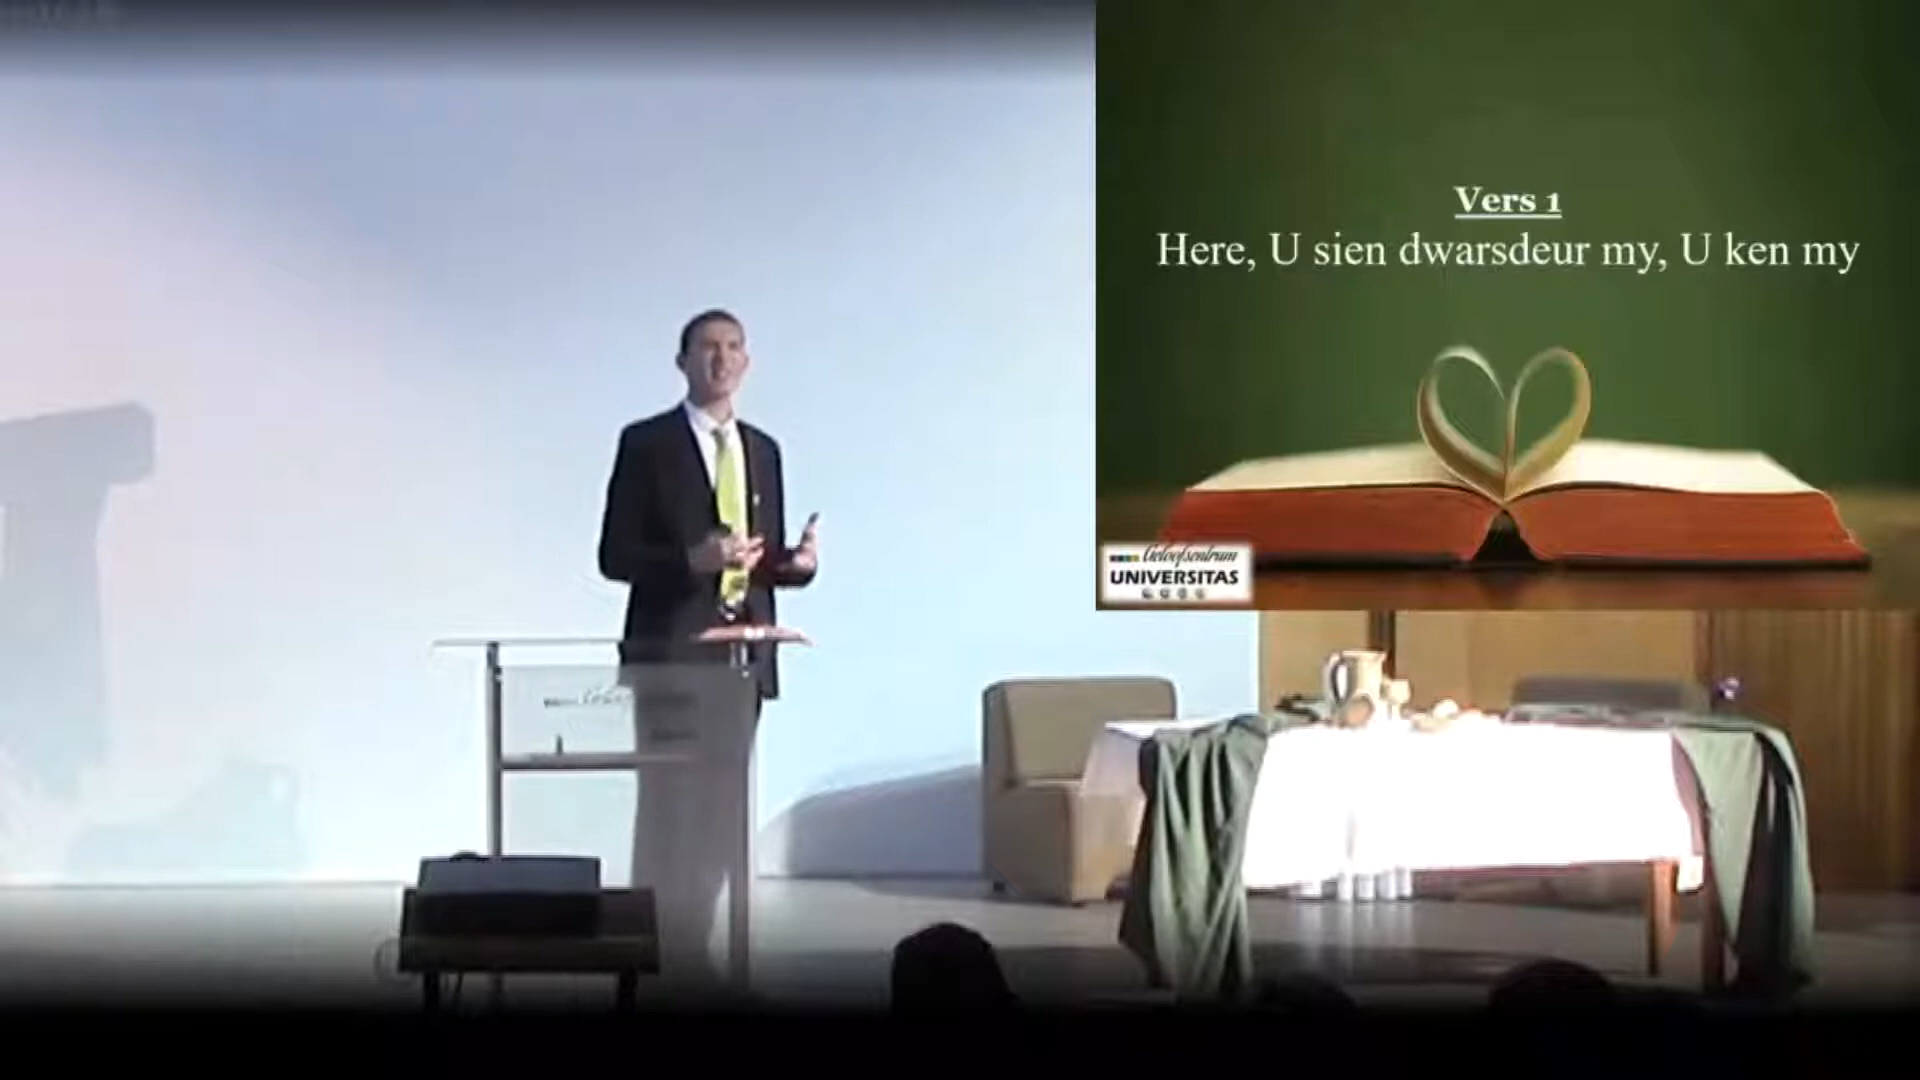 Vers 1
Here, U sien dwarsdeur my, U ken my
Geloofsentrum
UNIVERSITAS